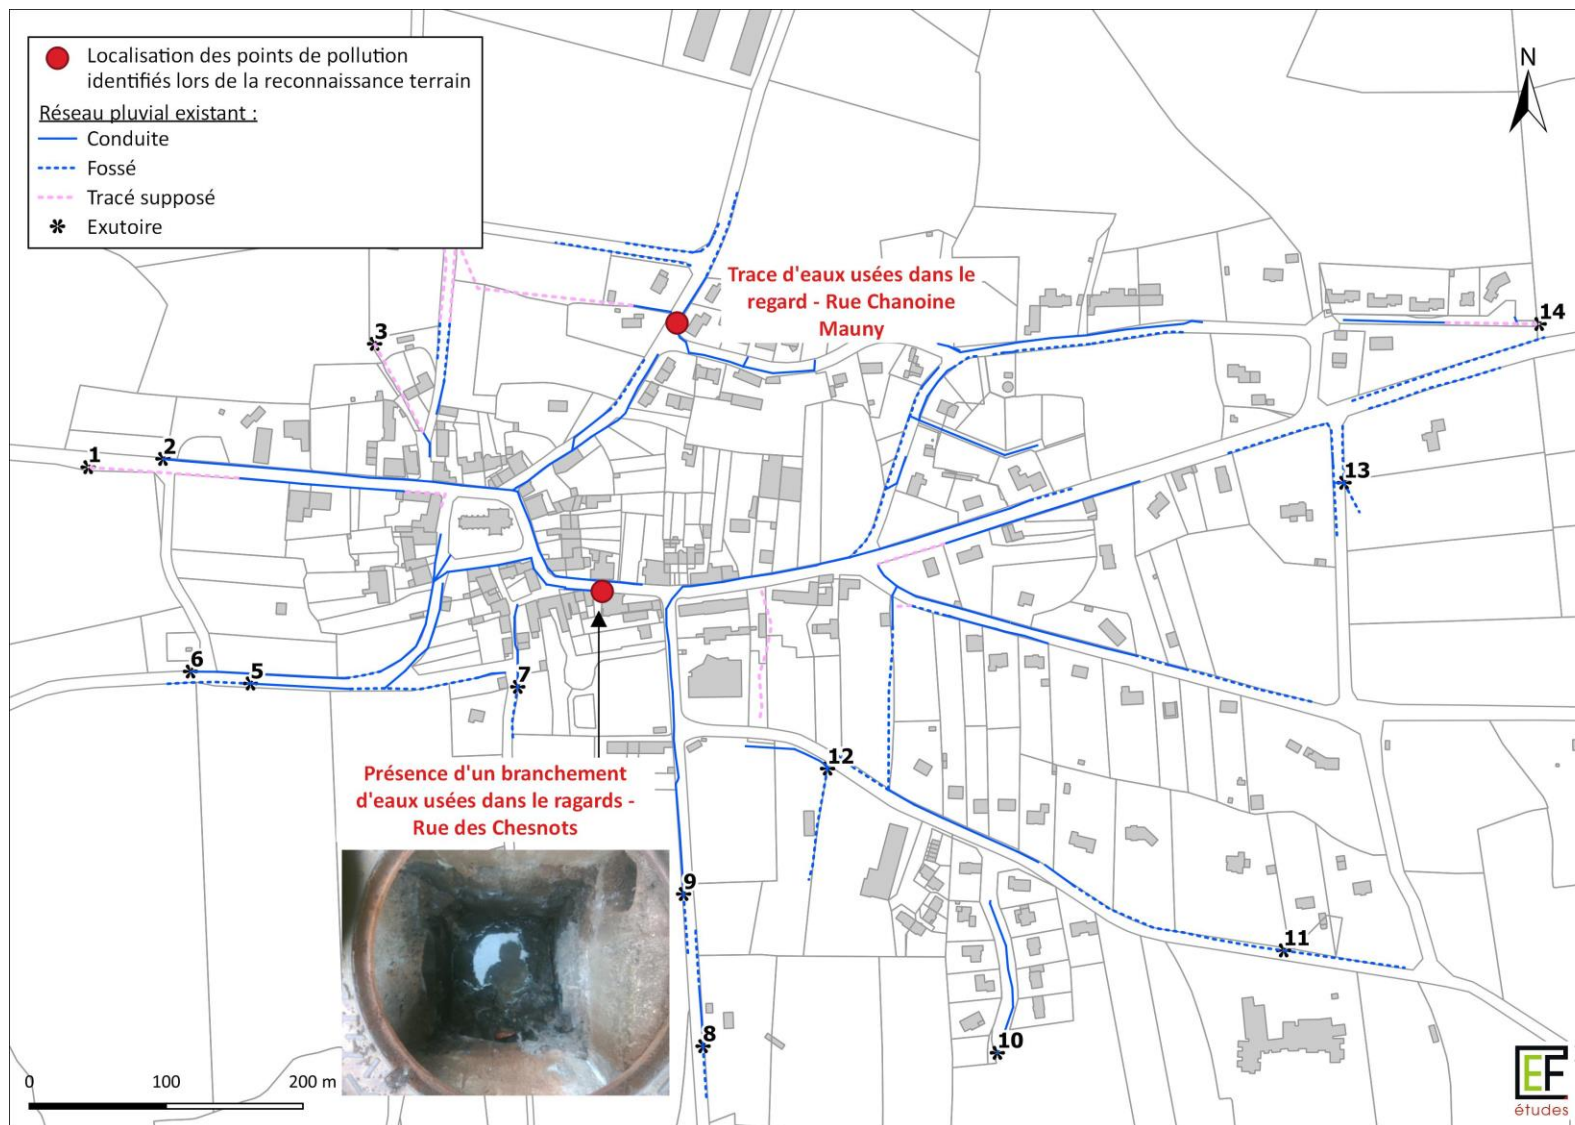 Localisation des points de pollution
identifiés lors de la reconnaissance terrain
Réseau pluvial existant :
Conduite
Fossé
Tracé supposé
Exutoire
N
Trace d'eaux usées dans le
regard - Rue Chanoine
Mauny
14
3
2
1
13
6
5
7
12
Présence d'un branchement
d'eaux usées dans le ragards -
Rue des Chesnots
9
11
8
10
0
100
200 m
EF
études